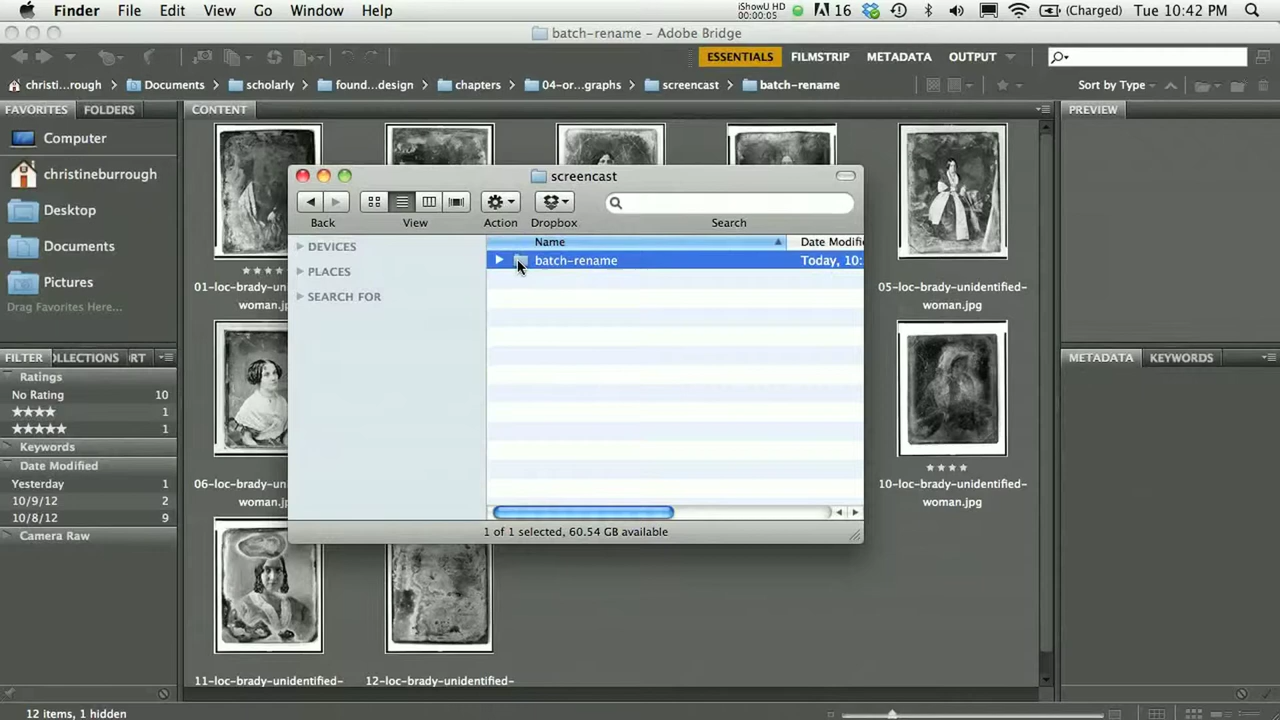 Finder File Edit View Go Window Help
iShowU HD
00:00:05
16
(Charged) Tue 10:42 PM
batch-rename - Adobe Bridge
ESSENTIALS FILMSTRIP METADATA OUTPUT
christi...rough Documents scholarly found...design chapters 04-or...graphs screencast batch-rename Sort by Type
FAVORITES FOLDERS
Computer
christineburrough
Desktop
Documents
Pictures
Drag Favorites Here...
FILTER OLLECTIONS RT
Ratings
No Rating 10
★★★★ 1
★★★★★ 1
Keywords
Date Modified
Yesterday 1
10/9/12 2
10/8/12 9
Camera Raw
12 items, 1 hidden
CONTENT
01-loc-brady-unidentified-
woman.jp
05-loc-brady-unidentified-
woman.jpg
06-loc-brady-unidentified-
woman.jp
10-loc-brady-unidentified-
woman.jpg
11-loc-brady-unidentified-
12-loc-brady-unidentified-
screencast
Back View Action Dropbox Search
DEVICES
PLACES
SEARCH FOR
Name Date Modifi
batch-rename Today, 10:
1 of 1 selected, 60.54 GB available
PREVIEW
METADATA KEYWORDS